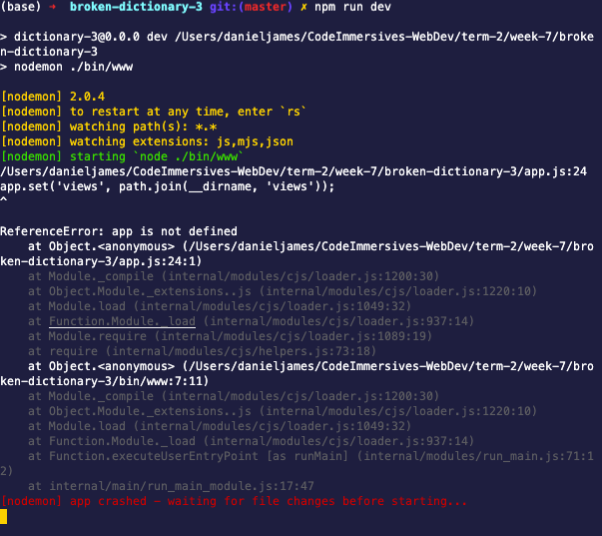 (base) ➜  broken-dictionary-3 git:(master) ✗ npm run dev
> dictionary-3@0.0.0 dev /Users/danieljames/CodeImmersives-WebDev/term-2/week-7/broke
n-dictionary-3
> nodemon ./bin/www
[nodemon] 2.0.4
[nodemon] to restart at any time, enter `rs`
[nodemon] watching path(s): *.*
[nodemon] watching extensions: js,mjs,json
[nodemon] starting `node ./bin/www`
/Users/danieljames/CodeImmersives-WebDev/term-2/week-7/broken-dictionary-3/app.js:24
app.set('views', path.join(__dirname, 'views'));
^
ReferenceError: app is not defined
    at Object.<anonymous> (/Users/danieljames/CodeImmersives-WebDev/term-2/week-7/bro
ken-dictionary-3/app.js:24:1)
    at Module._compile (internal/modules/cjs/loader.js:1200:30)
    at Object.Module._extensions..js (internal/modules/cjs/loader.js:1220:10)
    at Module.load (internal/modules/cjs/loader.js:1049:32)
    at Function.Module._load (internal/modules/cjs/loader.js:937:14)
    at Module.require (internal/modules/cjs/loader.js:1089:19)
    at require (internal/modules/cjs/helpers.js:73:18)
    at Object.<anonymous> (/Users/danieljames/CodeImmersives-WebDev/term-2/week-7/bro
ken-dictionary-3/bin/www:7:11)
    at Module._compile (internal/modules/cjs/loader.js:1200:30)
    at Object.Module._extensions..js (internal/modules/cjs/loader.js:1220:10)
    at Module.load (internal/modules/cjs/loader.js:1049:32)
    at Function.Module._load (internal/modules/cjs/loader.js:937:14)
    at Function.executeUserEntryPoint [as runMain] (internal/modules/run_main.js:71:1
2)
    at internal/main/run_main_module.js:17:47
[nodemon] app crashed - waiting for file changes before starting...